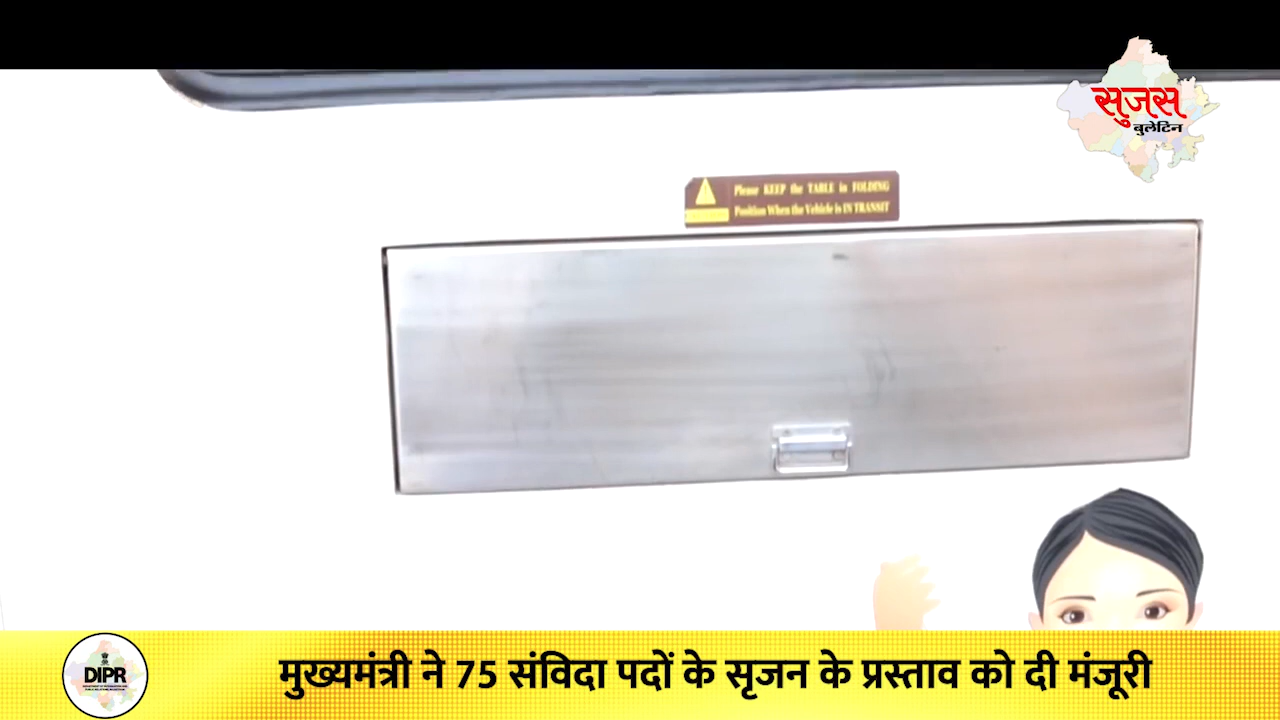 सुजस
बुलेटिन
Please KEEP the TABLE in FOLDING
Position When the Vehicle is IN TRANSIT
DIPR
मुख्यमंत्री ने 75 संविदा पदों के सृजन के प्रस्ताव को दी मंजूरी